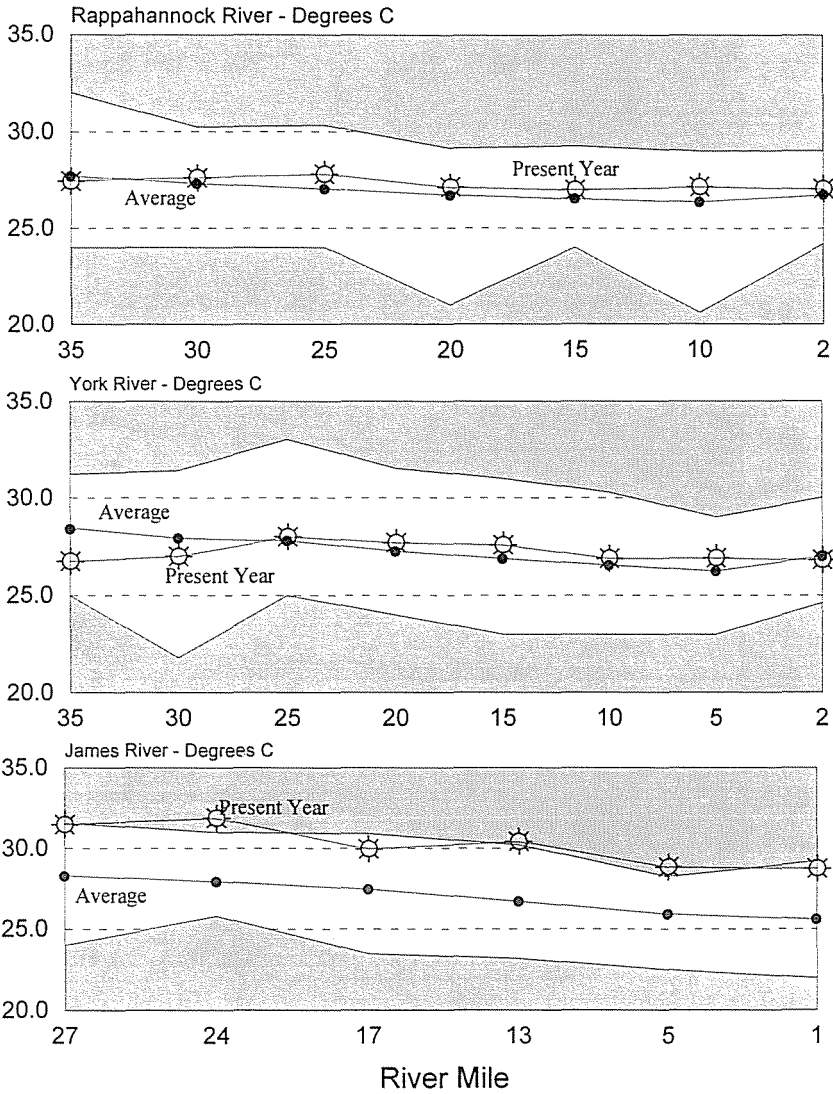 Rappahannock River - Degrees C
35.0
30.0
Present Year
Average
25.0
20.0
35 30 25 20 15 10 2
York River - Degrees C
35.0
30.0
Average
Present Year
25.0
20.0
35 30 25 20 15 10 5 2
James River - Degrees C
35.0
Present Year
30.0
Average
25.0
20.0
27 24 17 13 5 1
River Mile